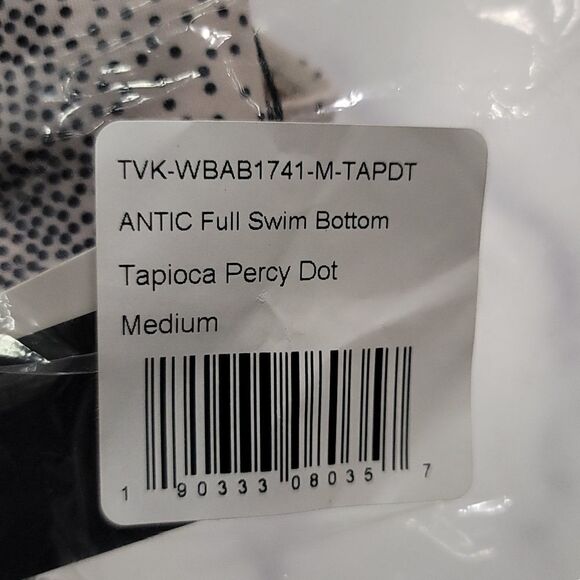 TVK-WBAB1741-M-TAPDT
ANTIC Full Swim Bottom
Tapioca Percy Dot
Medium
1 90333 08035 7